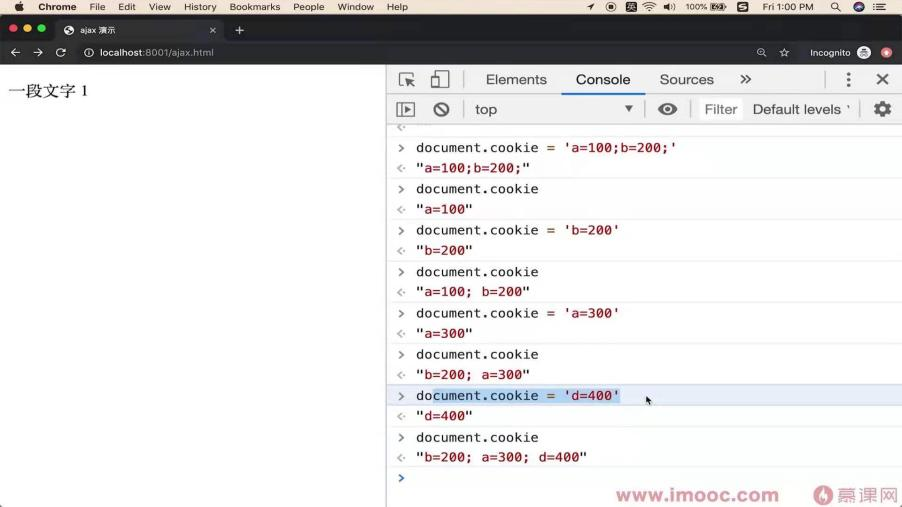 Chrome File Edit View History Bookmarks People Window Help 英 100% S Fri 1:00 PM
ajax 演示
localhost:8001/ajax.html Incognito
一段文字 1
Elements Console Sources
top Filter Default levels
document.cookie = 'a=100;b=200;'
"a=100;b=200;"
document.cookie
"a=100"
document.cookie = 'b=200'
"b=200"
document.cookie
"a=100; b=200"
document.cookie = 'a=300'
"a=300"
document.cookie
"b=200; a=300"
document.cookie = 'd=400'
"d=400"
document.cookie
"b=200; a=300; d=400"
www.imooc.com 慕课网